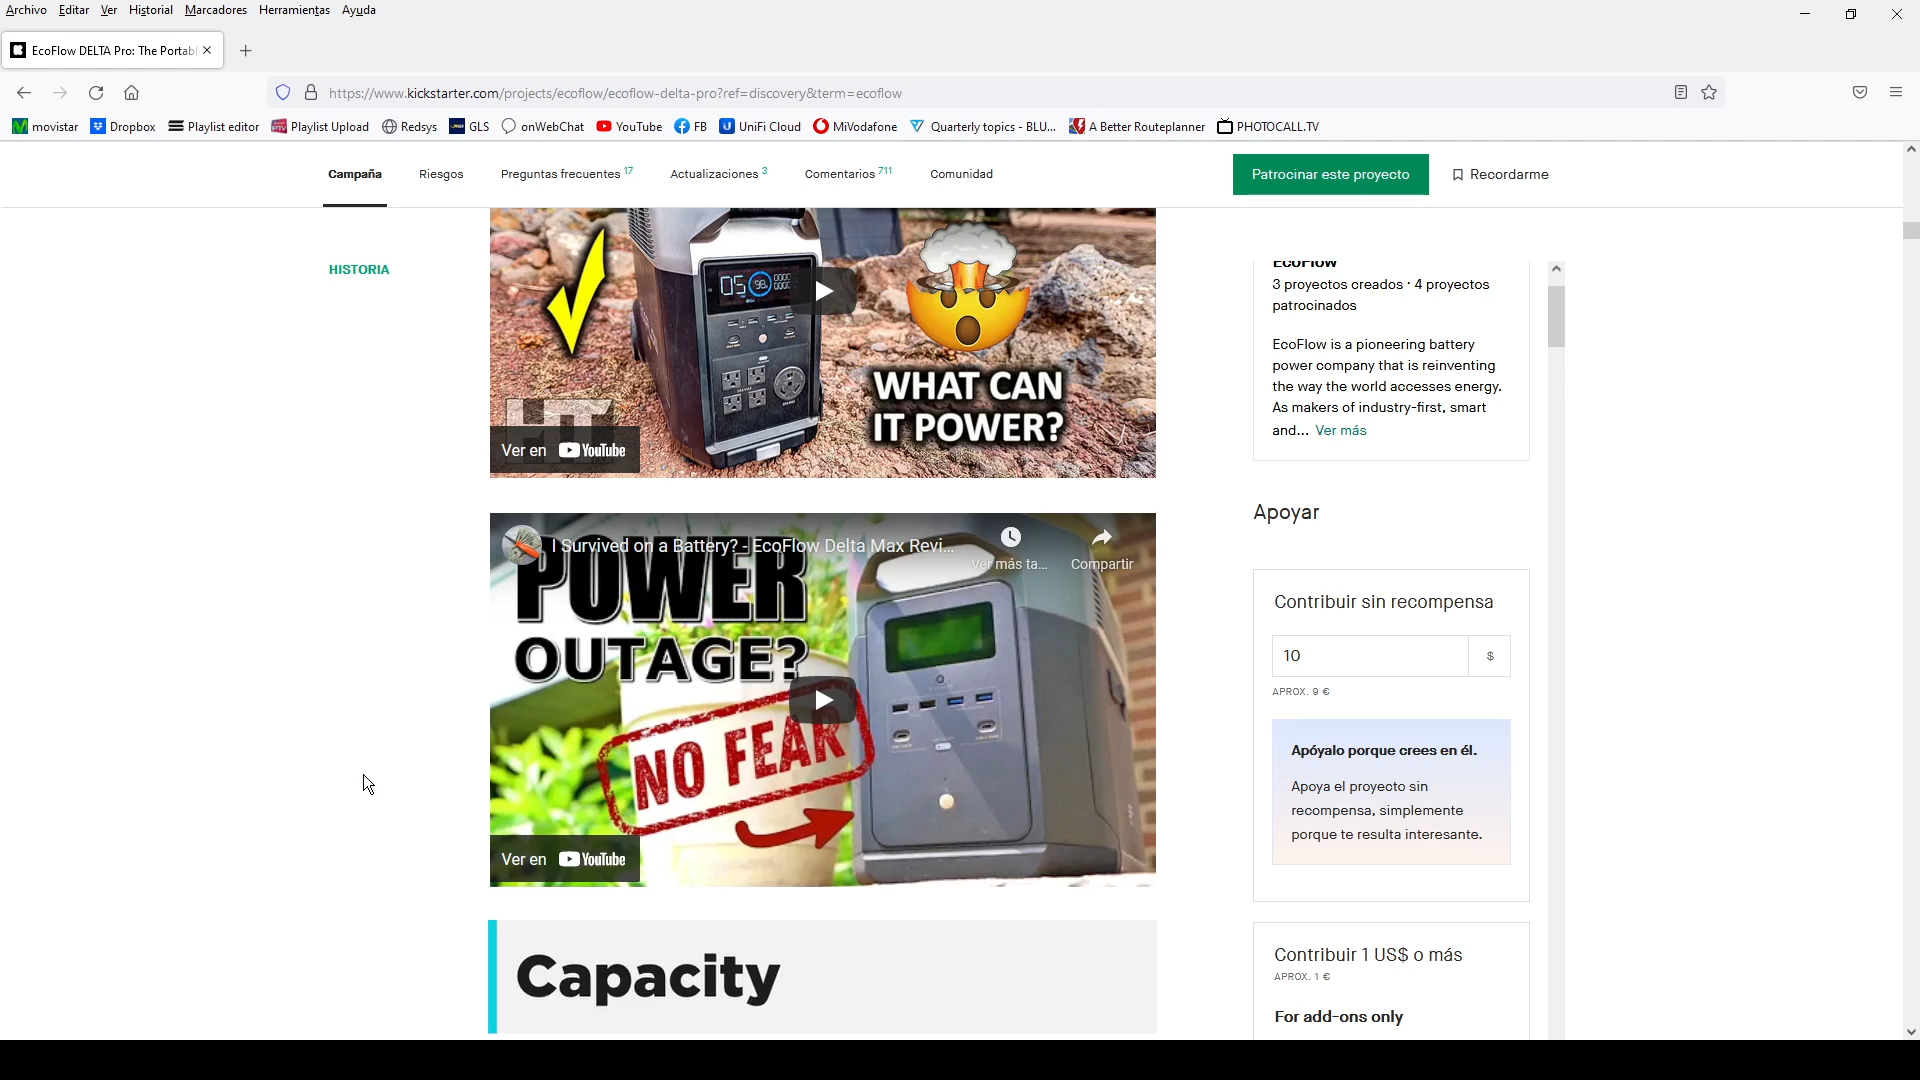 Archivo Editar Ver Historial Marcadores Herramientas Ayuda
EcoFlow DELTA Pro: The Portabl
https://www.kickstarter.com/projects/ecoflow/ecoflow-delta-pro?ref=discovery&term=ecoflow
movistar Dropbox Playlist editor Playlist Upload Redsys GLS onWebChat YouTube FB UniFi Cloud MiVodafone Quarterly topics - BLU... A Better Routeplanner PHOTOCALL.TV
Campaña Riesgos Preguntas frecuentes 17 Actualizaciones 3 Comentarios 711 Comunidad
Patrocinar este proyecto
Recordarme
HISTORIA
WHAT CAN
IT POWER?
Ver en YouTube
I Survived on a Battery? - EcoFlow Delta Max Revi...
Ver más ta...
Compartir
POWER
OUTAGE?
NO FEAR
Ver en YouTube
Capacity
EcoFlow
3 proyectos creados · 4 proyectos
patrocinados
EcoFlow is a pioneering battery
power company that is reinventing
the way the world accesses energy.
As makers of industry-first, smart
and... Ver más
Apoyar
Contribuir sin recompensa
10 $
APROX. 9 €
Apóyalo porque crees en él.
Apoya el proyecto sin
recompensa, simplemente
porque te resulta interesante.
Contribuir 1 US$ o más
APROX. 1 €
For add-ons only